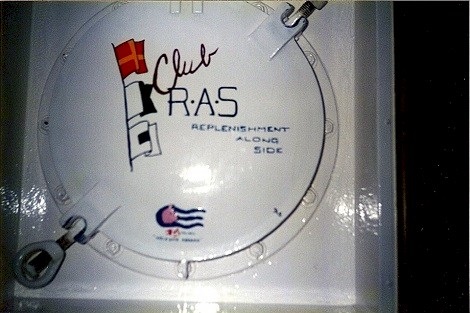 Club
R·A·S
REPLENISHMENT
ALONG
SIDE